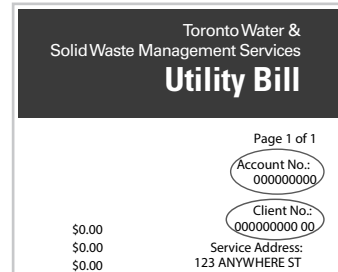 Toronto Water &
Solid Waste Management Services
Utility Bill
Page 1 of 1
Account No.:
000000000
Client No.:
000000000 00
$0.00
$0.00
Service Address:
$0.00
123 ANYWHERE ST